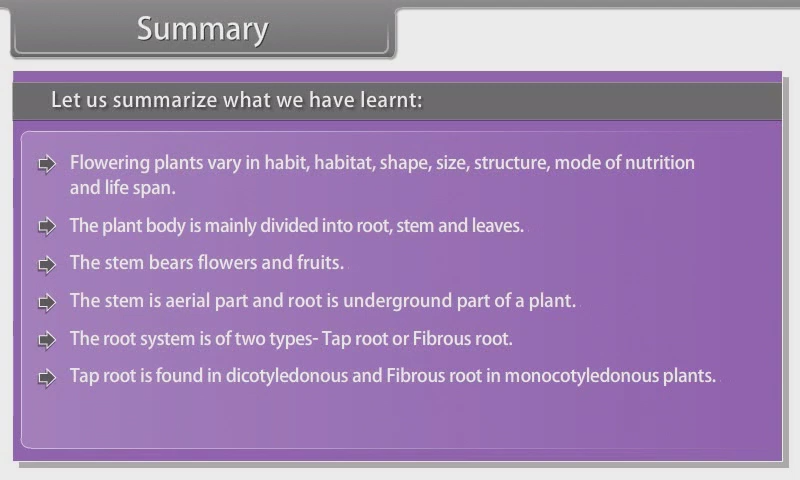 Summary
Let us summarize what we have learnt:
Flowering plants vary in habit, habitat, shape, size, structure, mode of nutrition
and life span.
The plant body is mainly divided into root, stem and leaves.
The stem bears flowers and fruits.
The stem is aerial part and root is underground part of a plant.
The root system is of two types- Tap root or Fibrous root.
Tap root is found in dicotyledonous and Fibrous root in monocotyledonous plants.